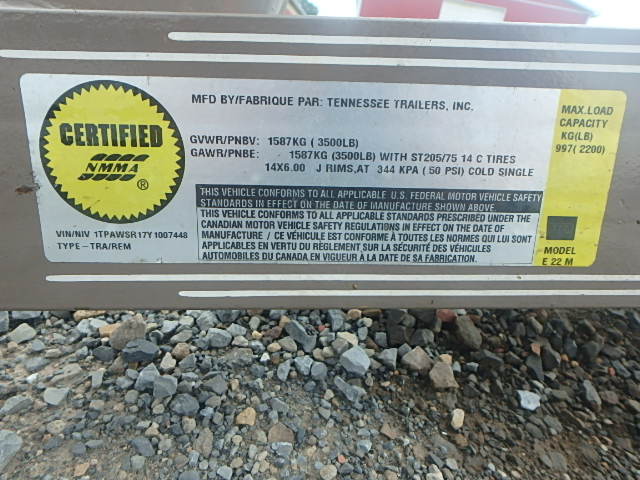 MFD BY/FABRIQUE PAR: TENNESSEE TRAILERS, INC.
CERTIFIED
NMMA
®
GVWR/PNBV: 1587KG ( 3500LB)
GAWR/PNBE: 1587KG (3500LB) WITH ST205/75 14 C TIRES
14X6.00 J RIMS,AT 344 KPA ( 50 PSI) COLD SINGLE
THIS VEHICLE CONFORMS TO ALL APPLICABLE U.S. FEDERAL MOTOR VEHICLE SAFETY
STANDARDS IN EFFECT ON THE DATE OF MANUFACTURE SHOWN ABOVE.
THIS VEHICLE CONFORMS TO ALL APPLICABLE STANDARDS PRESCRIBED UNDER THE
CANADIAN MOTOR VEHICLE SAFETY REGULATIONS IN EFFECT ON THE DATE OF
MANUFACTURE / CE VÉHICULE EST CONFORME À TOUTES LES NORMES QUI LUI SONT
APPLICABLES EN VERTU DU RÈGLEMENT SUR LA SÉCURITÉ DES VÉHICULES
AUTOMOBILES DU CANADA EN VIGUEUR À LA DATE DE SA FABRICATION.
VIN/NIV 1TPAWSR17Y1007448
TYPE -TRA/REM
MAX.LOAD
CAPACITY
KG(LB)
997( 2200)
MODEL
E 22 M